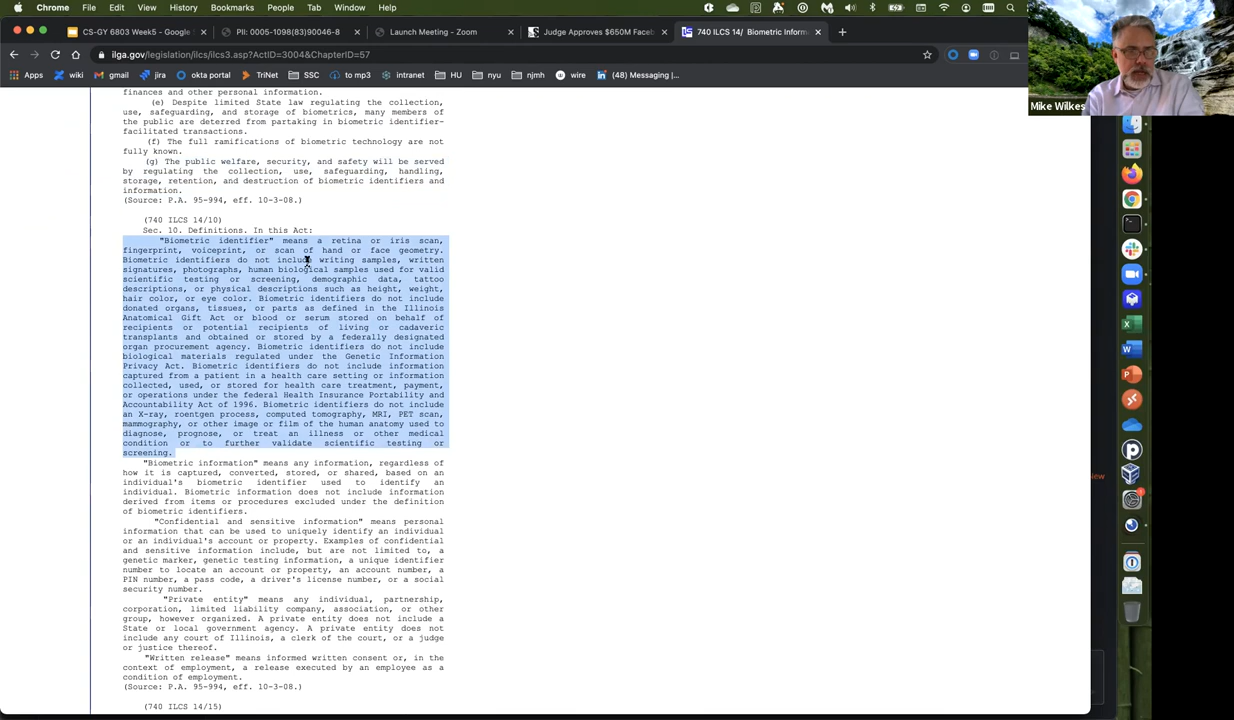 Chrome File Edit View History Bookmarks People Tab Window Help
CS-GY 6803 Week5 - Google S
PII: 0005-1098(83)90046-8
Launch Meeting - Zoom
Judge Approves $650M Faceb
740 ILCS 14/ Biometric Inform
ilga.gov/legislation/ilcs/ilcs3.asp?ActID=3004&ChapterID=57
Apps wiki gmail jira okta portal TriNet SSC to mp3 intranet HU nyu njmh wire (48) Messaging |...
Mike Wilkes
finances and other personal information.
(e) Despite limited State law regulating the collection,
use, safeguarding, and storage of biometrics, many members of
the public are deterred from partaking in biometric identifier-
facilitated transactions.
(f) The full ramifications of biometric technology are not
fully known.
(g) The public welfare, security, and safety will be served
by regulating the collection, use, safeguarding, handling,
storage, retention, and destruction of biometric identifiers and
information.
(Source: P.A. 95-994, eff. 10-3-08.)
(740 ILCS 14/10)
Sec. 10. Definitions. In this Act:
"Biometric identifier" means a retina or iris scan,
fingerprint, voiceprint, or scan of hand or face geometry.
Biometric identifiers do not include writing samples, written
signatures, photographs, human biological samples used for valid
scientific testing or screening, demographic data, tattoo
descriptions, or physical descriptions such as height, weight,
hair color, or eye color. Biometric identifiers do not include
donated organs, tissues, or parts as defined in the Illinois
Anatomical Gift Act or blood or serum stored on behalf of
recipients or potential recipients of living or cadaveric
transplants and obtained or stored by a federally designated
organ procurement agency. Biometric identifiers do not include
biological materials regulated under the Genetic Information
Privacy Act. Biometric identifiers do not include information
captured from a patient in a health care setting or information
collected, used, or stored for health care treatment, payment,
or operations under the federal Health Insurance Portability and
Accountability Act of 1996. Biometric identifiers do not include
an X-ray, roentgen process, computed tomography, MRI, PET scan,
mammography, or other image or film of the human anatomy used to
diagnose, prognose, or treat an illness or other medical
condition or to further validate scientific testing or
screening.
"Biometric information" means any information, regardless of
how it is captured, converted, stored, or shared, based on an
individual's biometric identifier used to identify an
individual. Biometric information does not include information
derived from items or procedures excluded under the definition
of biometric identifiers.
"Confidential and sensitive information" means personal
information that can be used to uniquely identify an individual
or an individual's account or property. Examples of confidential
and sensitive information include, but are not limited to, a
genetic marker, genetic testing information, a unique identifier
number to locate an account or property, an account number, a
PIN number, a pass code, a driver's license number, or a social
security number.
"Private entity" means any individual, partnership,
corporation, limited liability company, association, or other
group, however organized. A private entity does not include a
State or local government agency. A private entity does not
include any court of Illinois, a clerk of the court, or a judge
or justice thereof.
"Written release" means informed written consent or, in the
context of employment, a release executed by an employee as a
condition of employment.
(Source: P.A. 95-994, eff. 10-3-08.)
(740 ILCS 14/15)